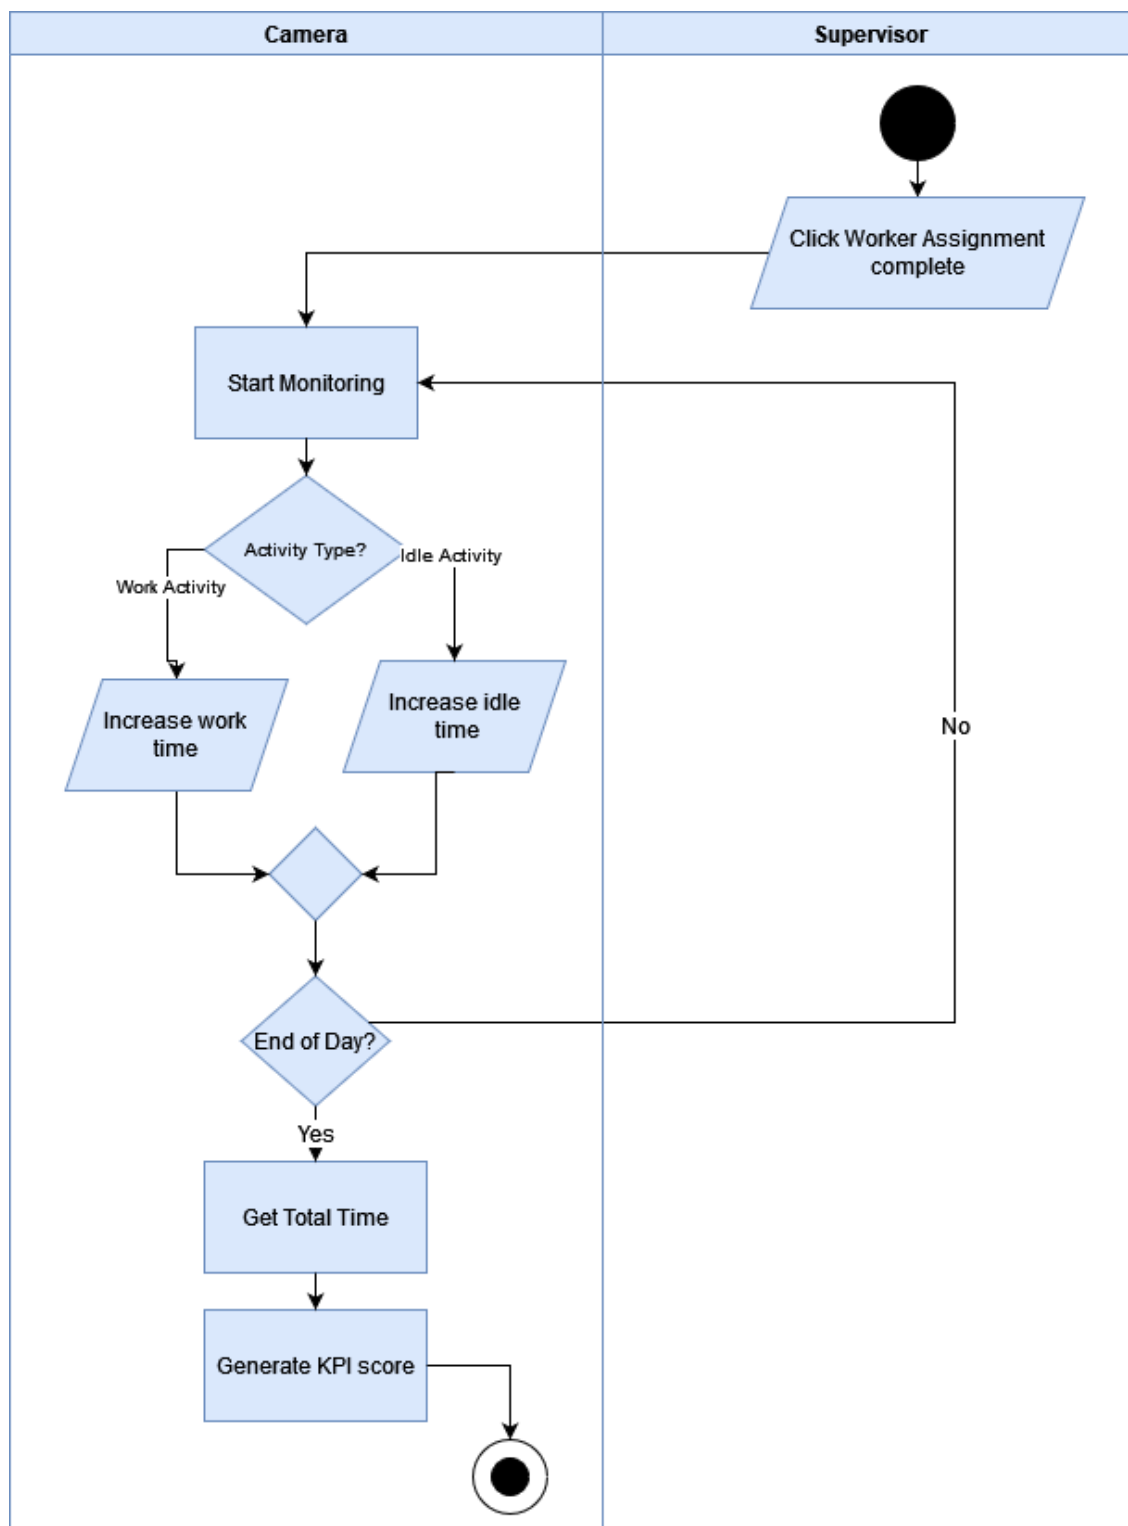 Camera
Supervisor
Click Worker Assignment
complete
Start Monitoring
Activity Type?
Idle Activity
Work Activity
Increase work
time
Increase idle
time
No
End of Day?
Yes
Get Total Time
Generate KPI score